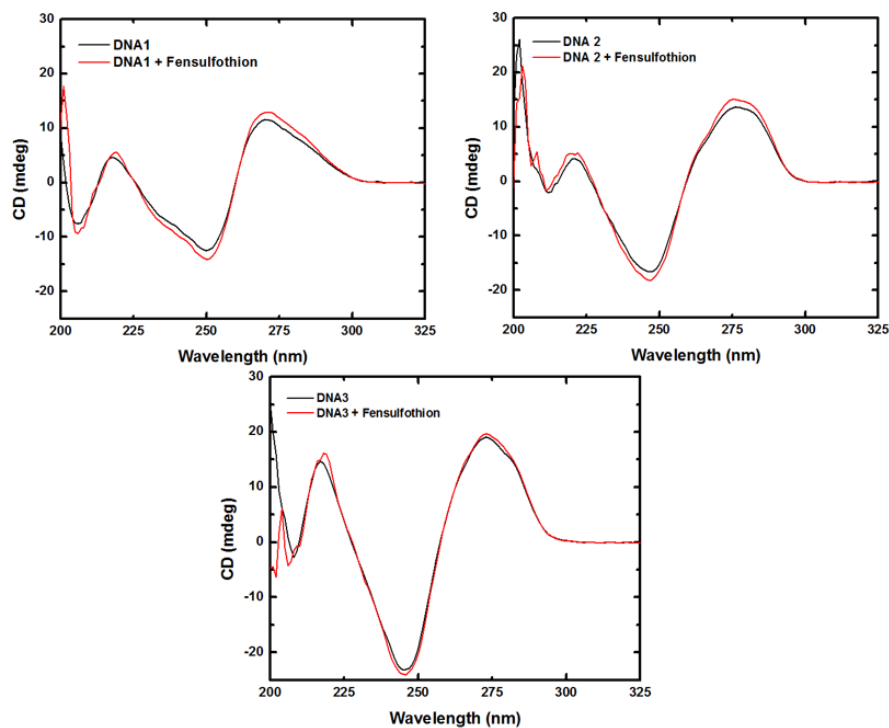 DNA1
DNA1 + Fensulfothion
30
20
10
0
-10
-20
CD (mdeg)
200 225 250 275 300 325
Wavelength (nm)
DNA 2
DNA 2 + Fensulfothion
30
20
10
0
-10
-20
CD (mdeg)
200 225 250 275 300 325
Wavelength (nm)
DNA3
DNA3 + Fensulfothion
30
20
10
0
-10
-20
CD (mdeg)
200 225 250 275 300 325
Wavelength (nm)